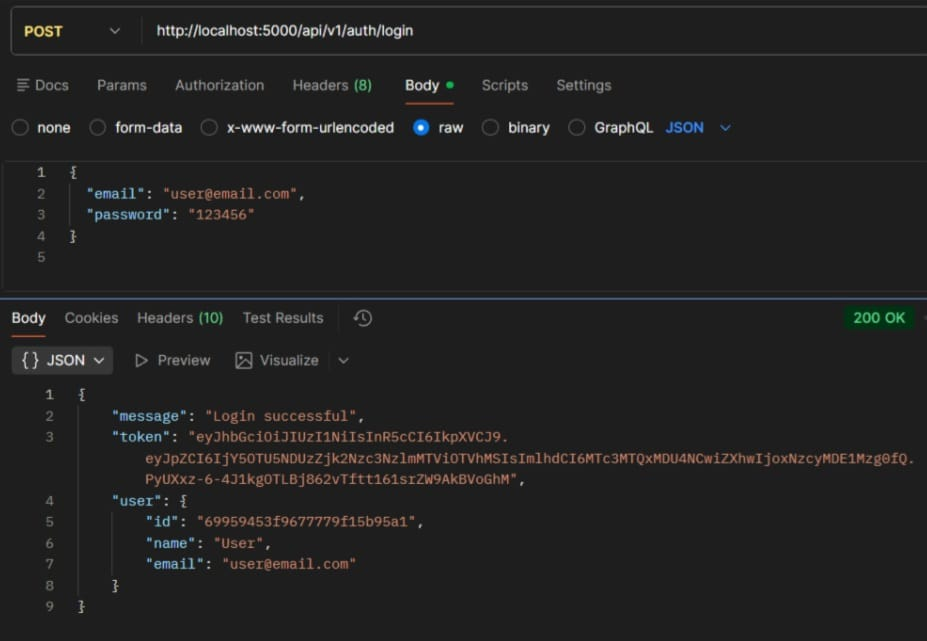 POST http://localhost:5000/api/v1/auth/login
Docs Params Authorization Headers (8) Body Scripts Settings
none form-data x-www-form-urlencoded raw binary GraphQL JSON
1 {
2 "email": "user@email.com",
3 "password": "123456"
4 }
5
Body Cookies Headers (10) Test Results 200 OK
{} JSON Preview Visualize
1 {
2 "message": "Login successful",
3 "token": "eyJhbGciOiJIUzI1NiIsInR5cCI6IkpXVCJ9.
eyJpZCI6IjY5OTU5NDUzZjk2Nzc3NzlmMTViOTVhMSIsImlhdCI6MTc3MTQxMDU4NCwiZXhwIjoxNzcyMDE1Mzg0fQ.
PyUXxz-6-4J1kgOTLBj862vTftt161srZW9AkBVoGhM",
4 "user": {
5 "id": "69959453f9677779f15b95a1",
6 "name": "User",
7 "email": "user@email.com"
8 }
9 }